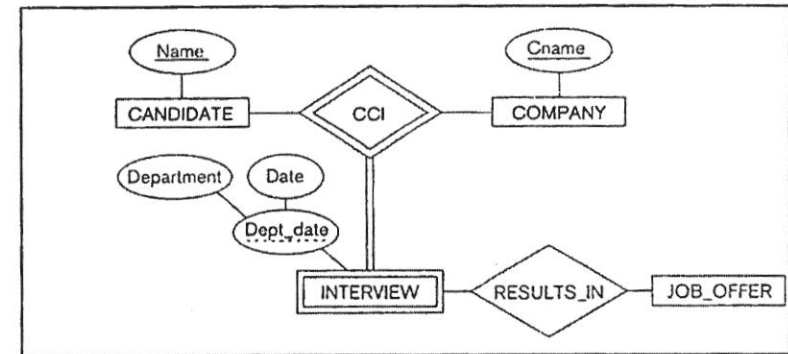 Name
Cname
CANDIDATE
CCI
COMPANY
Department
Date
Dept_date
INTERVIEW
RESULTS_IN
JOB_OFFER